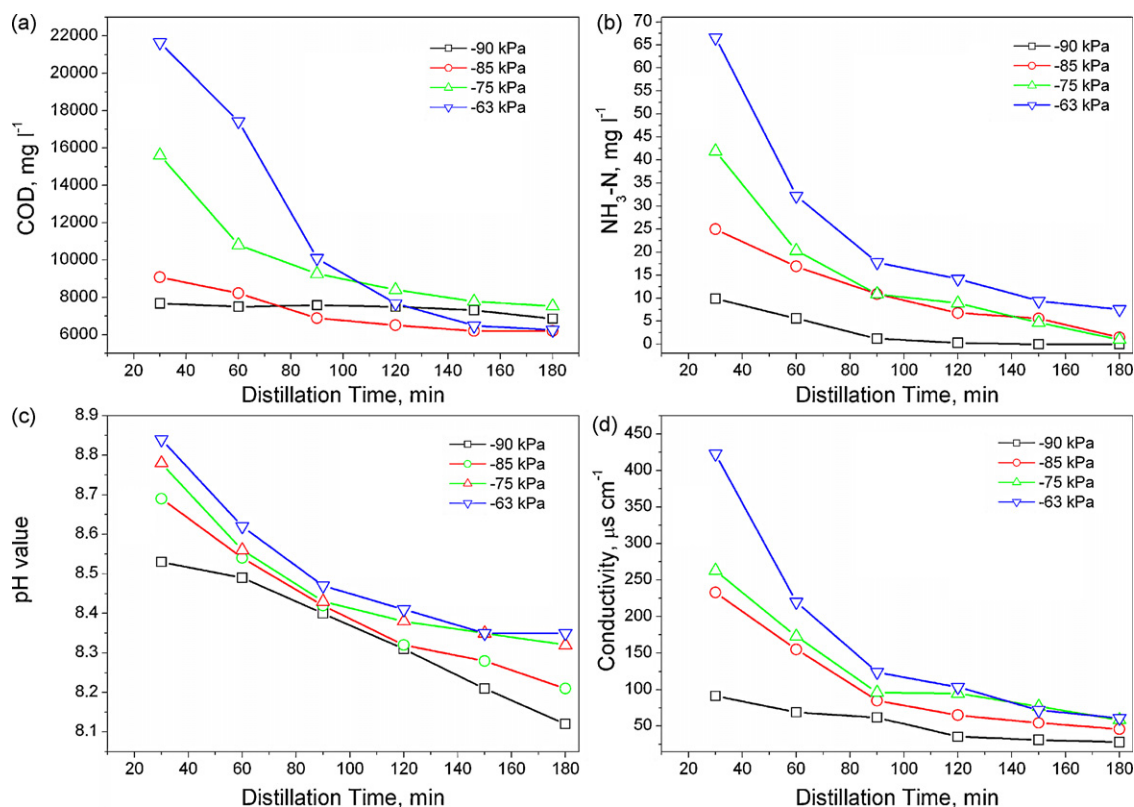 (a)
COD, mg l⁻¹
22000
20000
18000
16000
14000
12000
10000
8000
6000
-90 kPa
-85 kPa
-75 kPa
-63 kPa
20 40 60 80 100 120 140 160 180
Distillation Time, min
(b)
NH₃-N, mg l⁻¹
70
65
60
55
50
45
40
35
30
25
20
15
10
5
0
-90 kPa
-85 kPa
-75 kPa
-63 kPa
20 40 60 80 100 120 140 160 180
Distillation Time, min
(c)
pH value
8.9
8.8
8.7
8.6
8.5
8.4
8.3
8.2
8.1
-90 kPa
-85 kPa
-75 kPa
-63 kPa
20 40 60 80 100 120 140 160 180
Distillation Time, min
(d)
Conductivity, μs cm⁻¹
450
400
350
300
250
200
150
100
50
-90 kPa
-85 kPa
-75 kPa
-63 kPa
20 40 60 80 100 120 140 160 180
Distillation Time, min